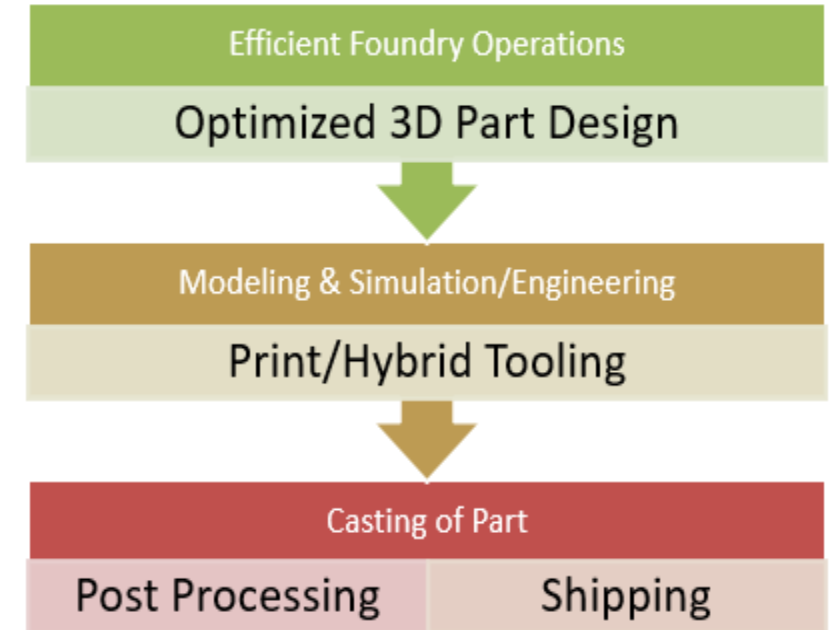 Efficient Foundry Operations
Optimized 3D Part Design
Modeling & Simulation/Engineering
Print/Hybrid Tooling
Casting of Part
Post Processing
Shipping